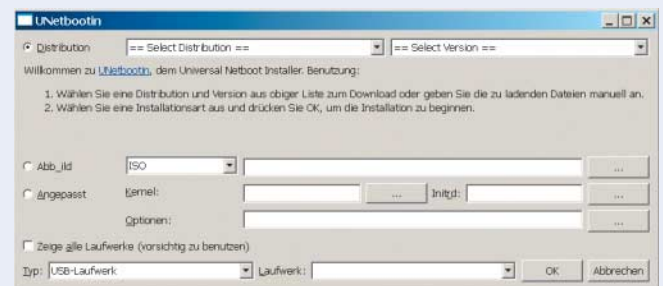 UNetbootin
Distribution == Select Distribution == == Select Version ==
Willkommen zu UNetbootin, dem Universal Netboot Installer. Benutzung:
1. Wählen Sie eine Distribution und Version aus obiger Liste zum Download oder geben Sie die zu ladenden Dateien manuell an.
2. Wählen Sie eine Installationsart aus und drücken Sie OK, um die Installation zu beginnen.
Abb_ild ISO ...
Angepasst Kernel: ... Initrd: ...
Optionen: ...
Zeige alle Laufwerke (vorsichtig zu benutzen)
Typ: USB-Laufwerk Laufwerk: OK Abbrechen